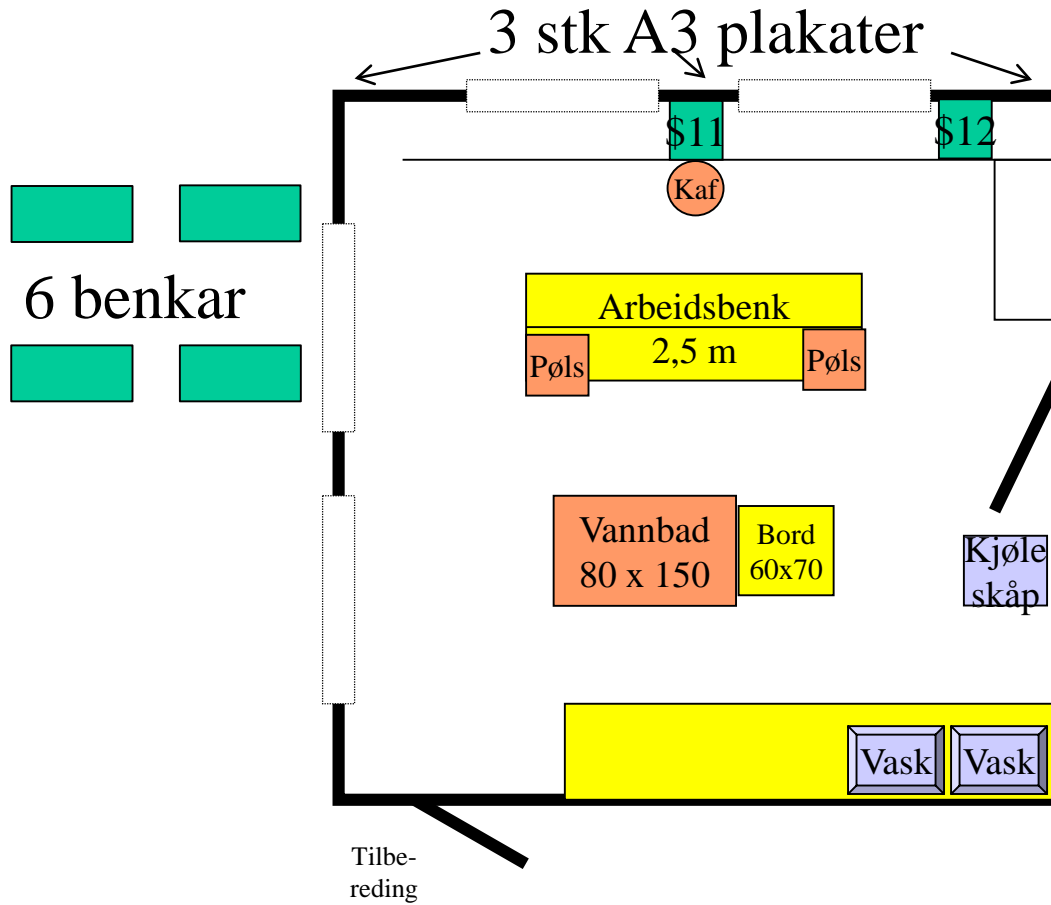 3 stk A3 plakater
$11
$12
Kaf
6 benkar
Arbeidsbenk
2,5 m
Pøls
Pøls
Vannbad
80 x 150
Bord
60x70
Kjøle
skåp
Vask
Vask
Tilbe-
reding